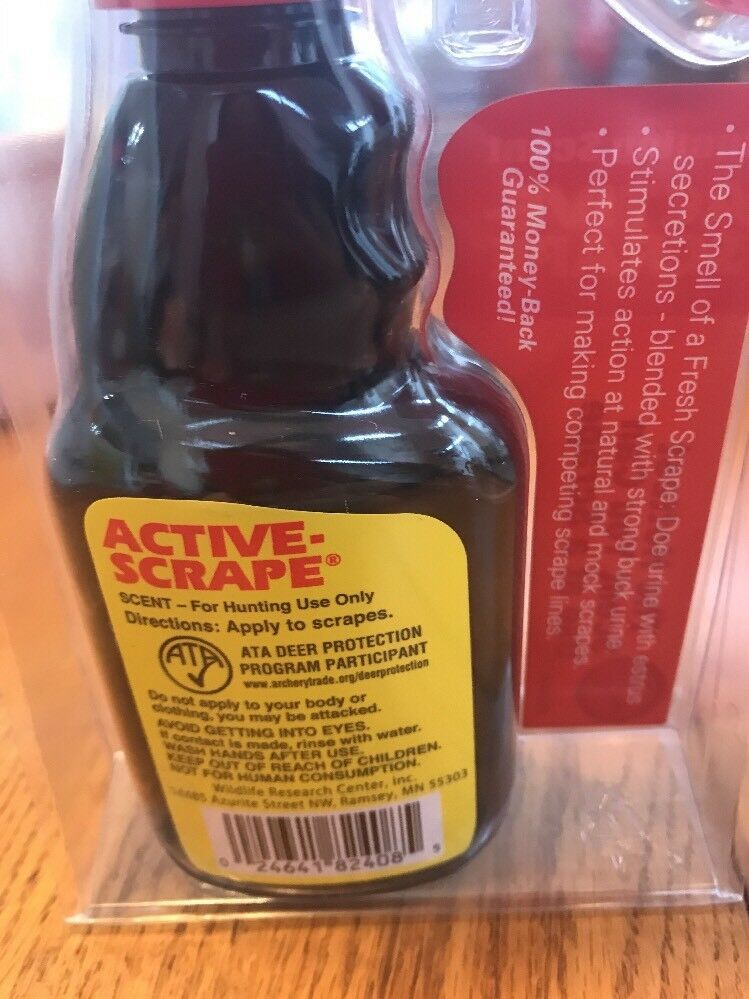 • The Smell of a Fresh Scrape: Doe urine with estrus
secretions - blended with strong buck urine
• Stimulates action at natural and mock scrapes
• Perfect for making competing scrape lines
100% Money-Back
Guaranteed!
ACTIVE-
SCRAPE®
SCENT – For Hunting Use Only
Directions: Apply to scrapes.
ATA
ATA DEER PROTECTION
PROGRAM PARTICIPANT
www.archerytrade.org/deerprotection
Do not apply to your body or
clothing, you may be attacked.
AVOID GETTING INTO EYES.
If contact is made, rinse with water.
WASH HANDS AFTER USE.
KEEP OUT OF REACH OF CHILDREN.
NOT FOR HUMAN CONSUMPTION.
Wildlife Research Center, Inc.
Azurite Street NW, Ramsey, MN 55303
0 24641 82408 9